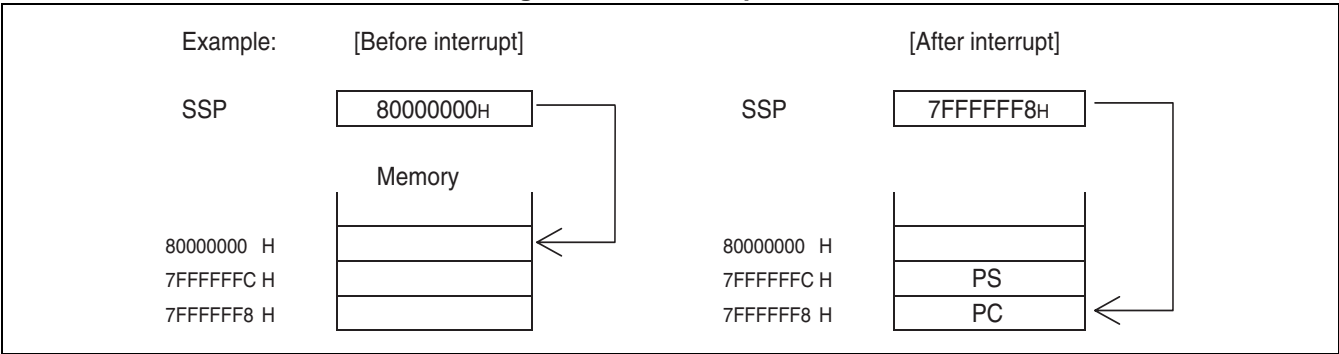 Example: [Before interrupt] [After interrupt]
SSP 80000000H SSP 7FFFFFF8H
Memory
80000000 H 80000000 H
7FFFFFFC H 7FFFFFFC H PS
7FFFFFF8 H 7FFFFFF8 H PC